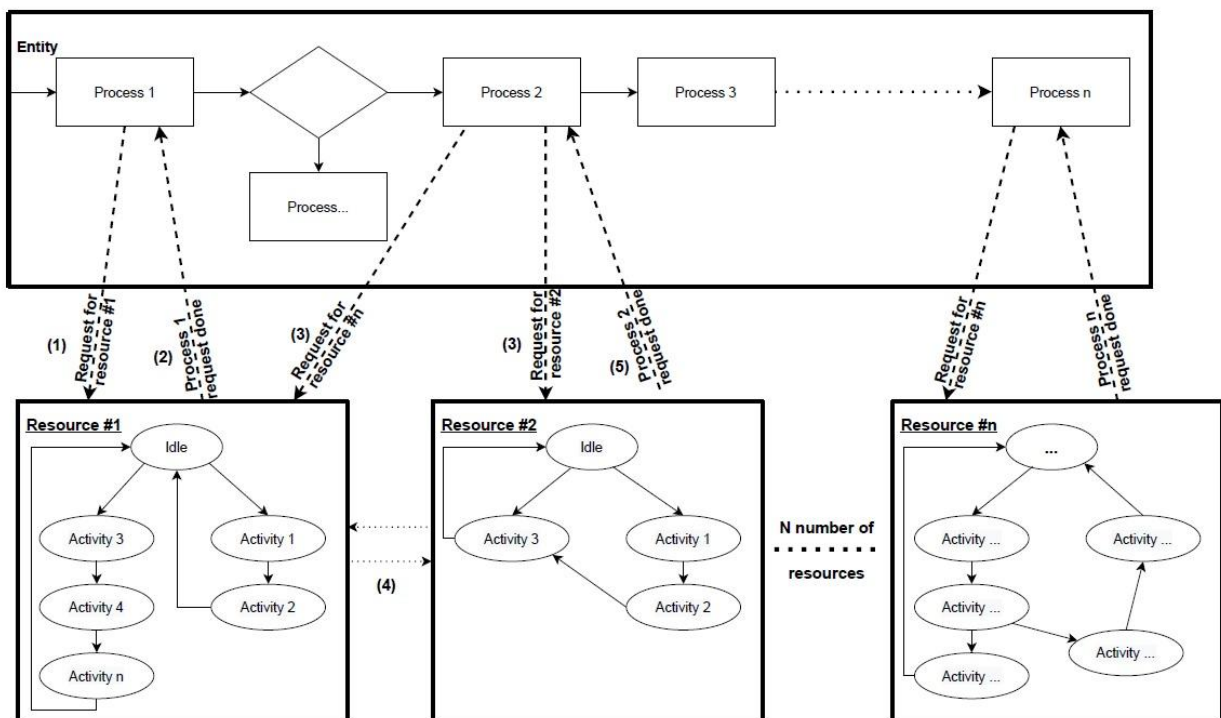 Entity
Process 1
Process 2
Process 3
Process n
Process...
(1)
Request for
resource #1
(2)
Process 1
request done
(3)
Request for
resource #n
(3)
Request for
resource #2
(5)
Process 2
request done
Request for
resource #n
Process n
request done
Resource #1
Idle
Activity 3
Activity 1
Activity 4
Activity 2
Activity n
(4)
Resource #2
Idle
Activity 3
Activity 1
Activity 2
N number of
resources
Resource #n
...
Activity ...
Activity ...
Activity ...
Activity ...
Activity ...